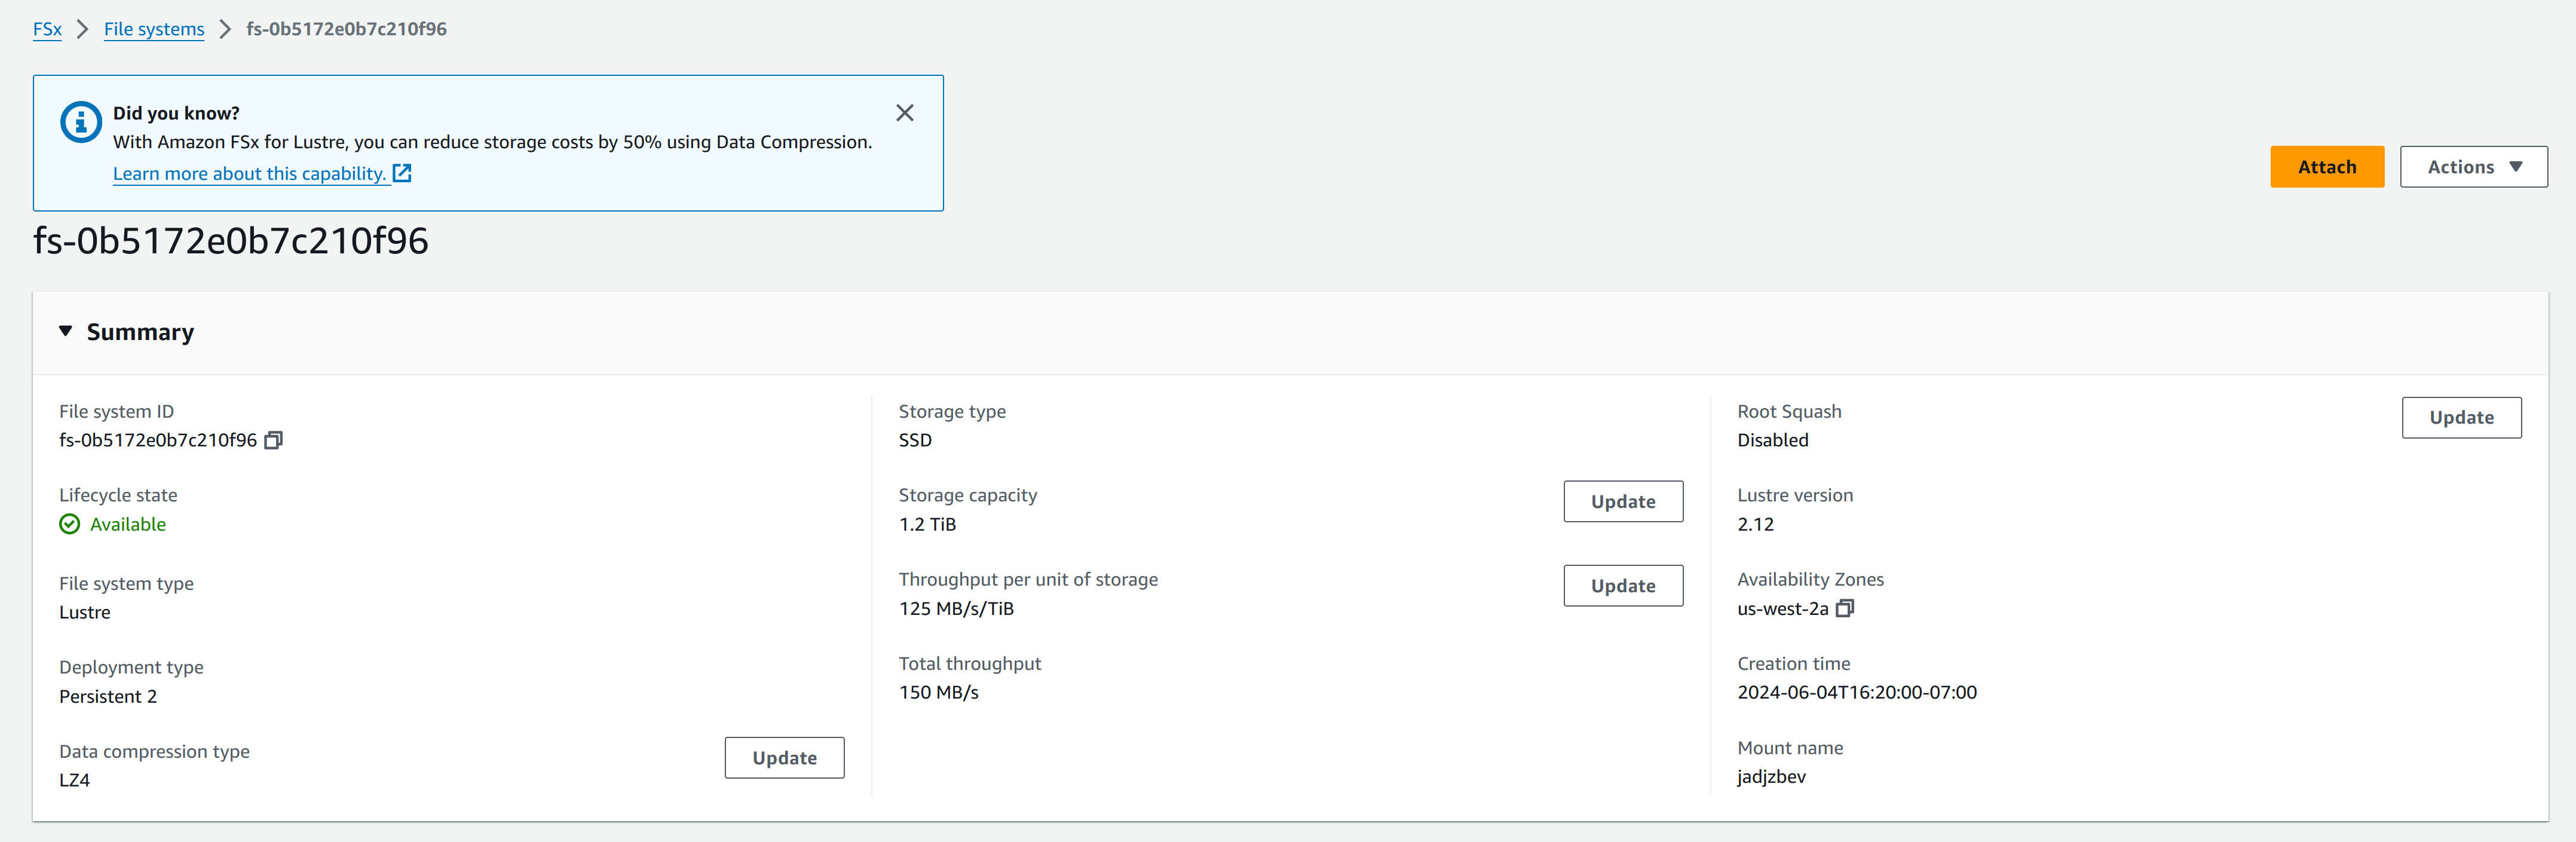 FSx
File systems
fs-0b5172e0b7c210f96
Did you know?
With Amazon FSx for Lustre, you can reduce storage costs by 50% using Data Compression.
Learn more about this capability.
Attach
Actions
fs-0b5172e0b7c210f96
Summary
File system ID
fs-0b5172e0b7c210f96
Lifecycle state
Available
File system type
Lustre
Deployment type
Persistent 2
Data compression type
LZ4
Update
Storage type
SSD
Storage capacity
1.2 TiB
Update
Throughput per unit of storage
125 MB/s/TiB
Update
Total throughput
150 MB/s
Root Squash
Disabled
Update
Lustre version
2.12
Availability Zones
us-west-2a
Creation time
2024-06-04T16:20:00-07:00
Mount name
jadjzbev